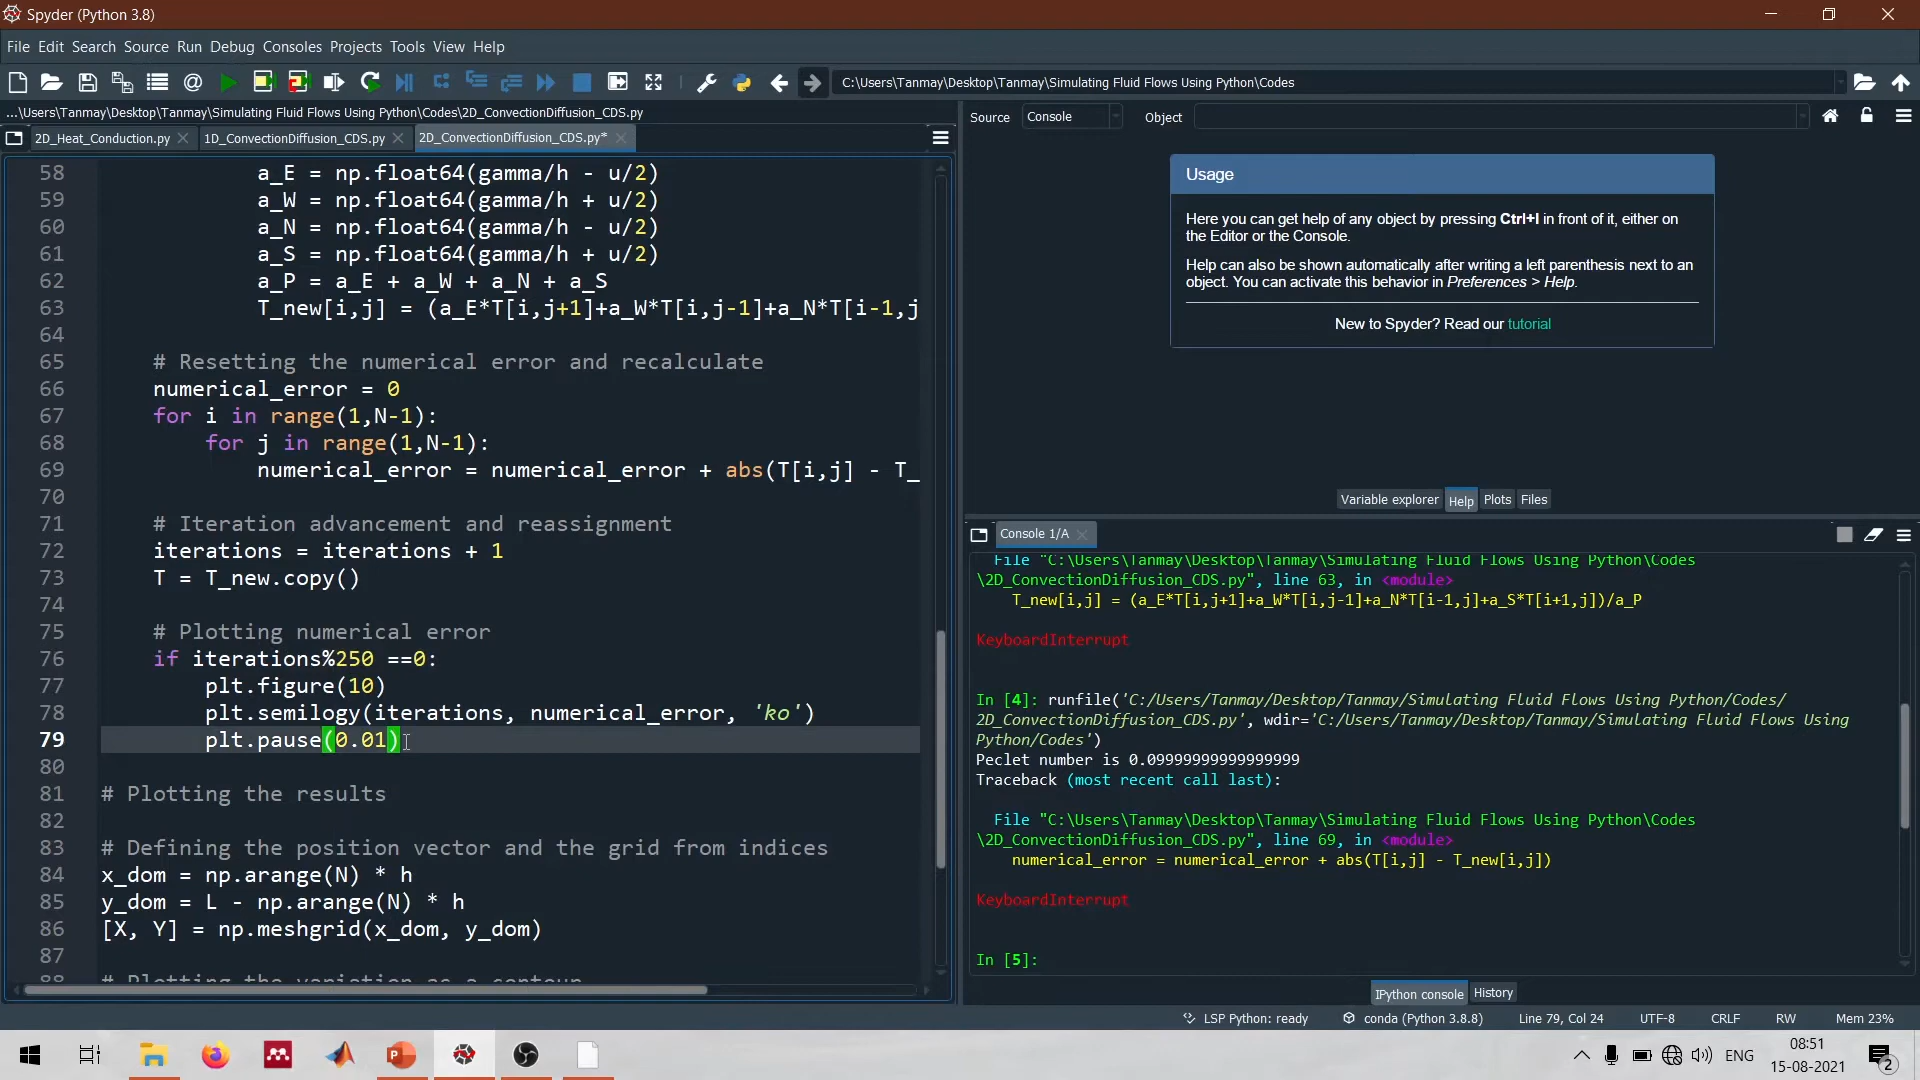 Spyder (Python 3.8)
File Edit Search Source Run Debug Consoles Projects Tools View Help
C:\Users\Tanmay\Desktop\Tanmay\Simulating Fluid Flows Using Python\Codes
...\Users\Tanmay\Desktop\Tanmay\Simulating Fluid Flows Using Python\Codes\2D_ConvectionDiffusion_CDS.py
2D_Heat_Conduction.py 1D_ConvectionDiffusion_CDS.py 2D_ConvectionDiffusion_CDS.py*
58 a_E = np.float64(gamma/h - u/2)
59 a_W = np.float64(gamma/h + u/2)
60 a_N = np.float64(gamma/h - u/2)
61 a_S = np.float64(gamma/h + u/2)
62 a_P = a_E + a_W + a_N + a_S
63 T_new[i,j] = (a_E*T[i,j+1]+a_W*T[i,j-1]+a_N*T[i-1,j
64
65 # Resetting the numerical error and recalculate
66 numerical_error = 0
67 for i in range(1,N-1):
68 for j in range(1,N-1):
69 numerical_error = numerical_error + abs(T[i,j] - T_
70
71 # Iteration advancement and reassignment
72 iterations = iterations + 1
73 T = T_new.copy()
74
75 # Plotting numerical error
76 if iterations%250 ==0:
77 plt.figure(10)
78 plt.semilogy(iterations, numerical_error, 'ko')
79 plt.pause(0.01)
80
81 # Plotting the results
82
83 # Defining the position vector and the grid from indices
84 x_dom = np.arange(N) * h
85 y_dom = L - np.arange(N) * h
86 [X, Y] = np.meshgrid(x_dom, y_dom)
87
88 # Plotting the variation as a contour
Source Console Object
Usage
Here you can get help of any object by pressing Ctrl+I in front of it, either on
the Editor or the Console.
Help can also be shown automatically after writing a left parenthesis next to an
object. You can activate this behavior in Preferences > Help.
New to Spyder? Read our tutorial
Variable explorer Help Plots Files
Console 1/A
File "C:\Users\Tanmay\Desktop\Tanmay\Simulating Fluid Flows Using Python\Codes
\2D_ConvectionDiffusion_CDS.py", line 63, in <module>
T_new[i,j] = (a_E*T[i,j+1]+a_W*T[i,j-1]+a_N*T[i-1,j]+a_S*T[i+1,j])/a_P
KeyboardInterrupt
In [4]: runfile('C:/Users/Tanmay/Desktop/Tanmay/Simulating Fluid Flows Using Python/Codes/
2D_ConvectionDiffusion_CDS.py', wdir='C:/Users/Tanmay/Desktop/Tanmay/Simulating Fluid Flows Using
Python/Codes')
Peclet number is 0.09999999999999999
Traceback (most recent call last):
File "C:\Users\Tanmay\Desktop\Tanmay\Simulating Fluid Flows Using Python\Codes
\2D_ConvectionDiffusion_CDS.py", line 69, in <module>
numerical_error = numerical_error + abs(T[i,j] - T_new[i,j])
KeyboardInterrupt
In [5]:
IPython console History
LSP Python: ready conda (Python 3.8.8) Line 79, Col 24 UTF-8 CRLF RW Mem 23%
ENG
08:51
15-08-2021
2